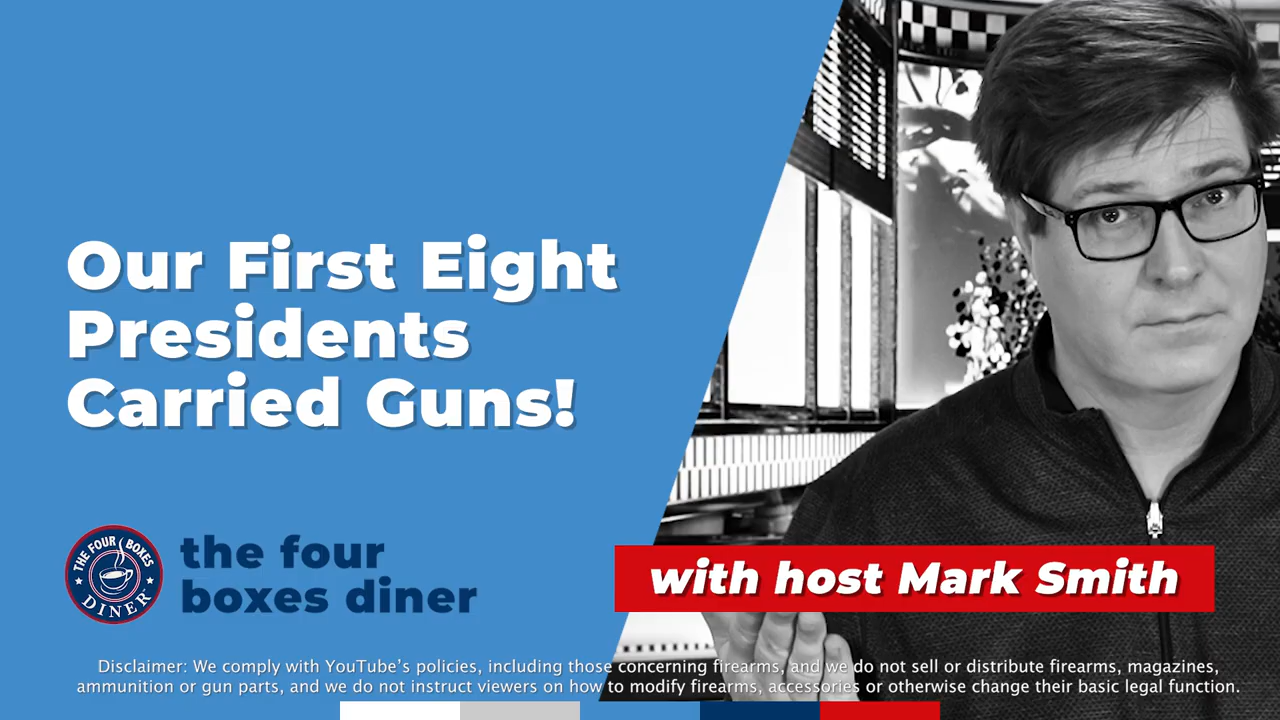 Our First Eight
Presidents
Carried Guns!
THE FOUR BOXES
DINER
the four
boxes diner
with host Mark Smith
Disclaimer: We comply with YouTube’s policies, including those concerning firearms, and we do not sell or distribute firearms, magazines,
ammunition or gun parts, and we do not instruct viewers on how to modify firearms, accessories or otherwise change their basic legal function.